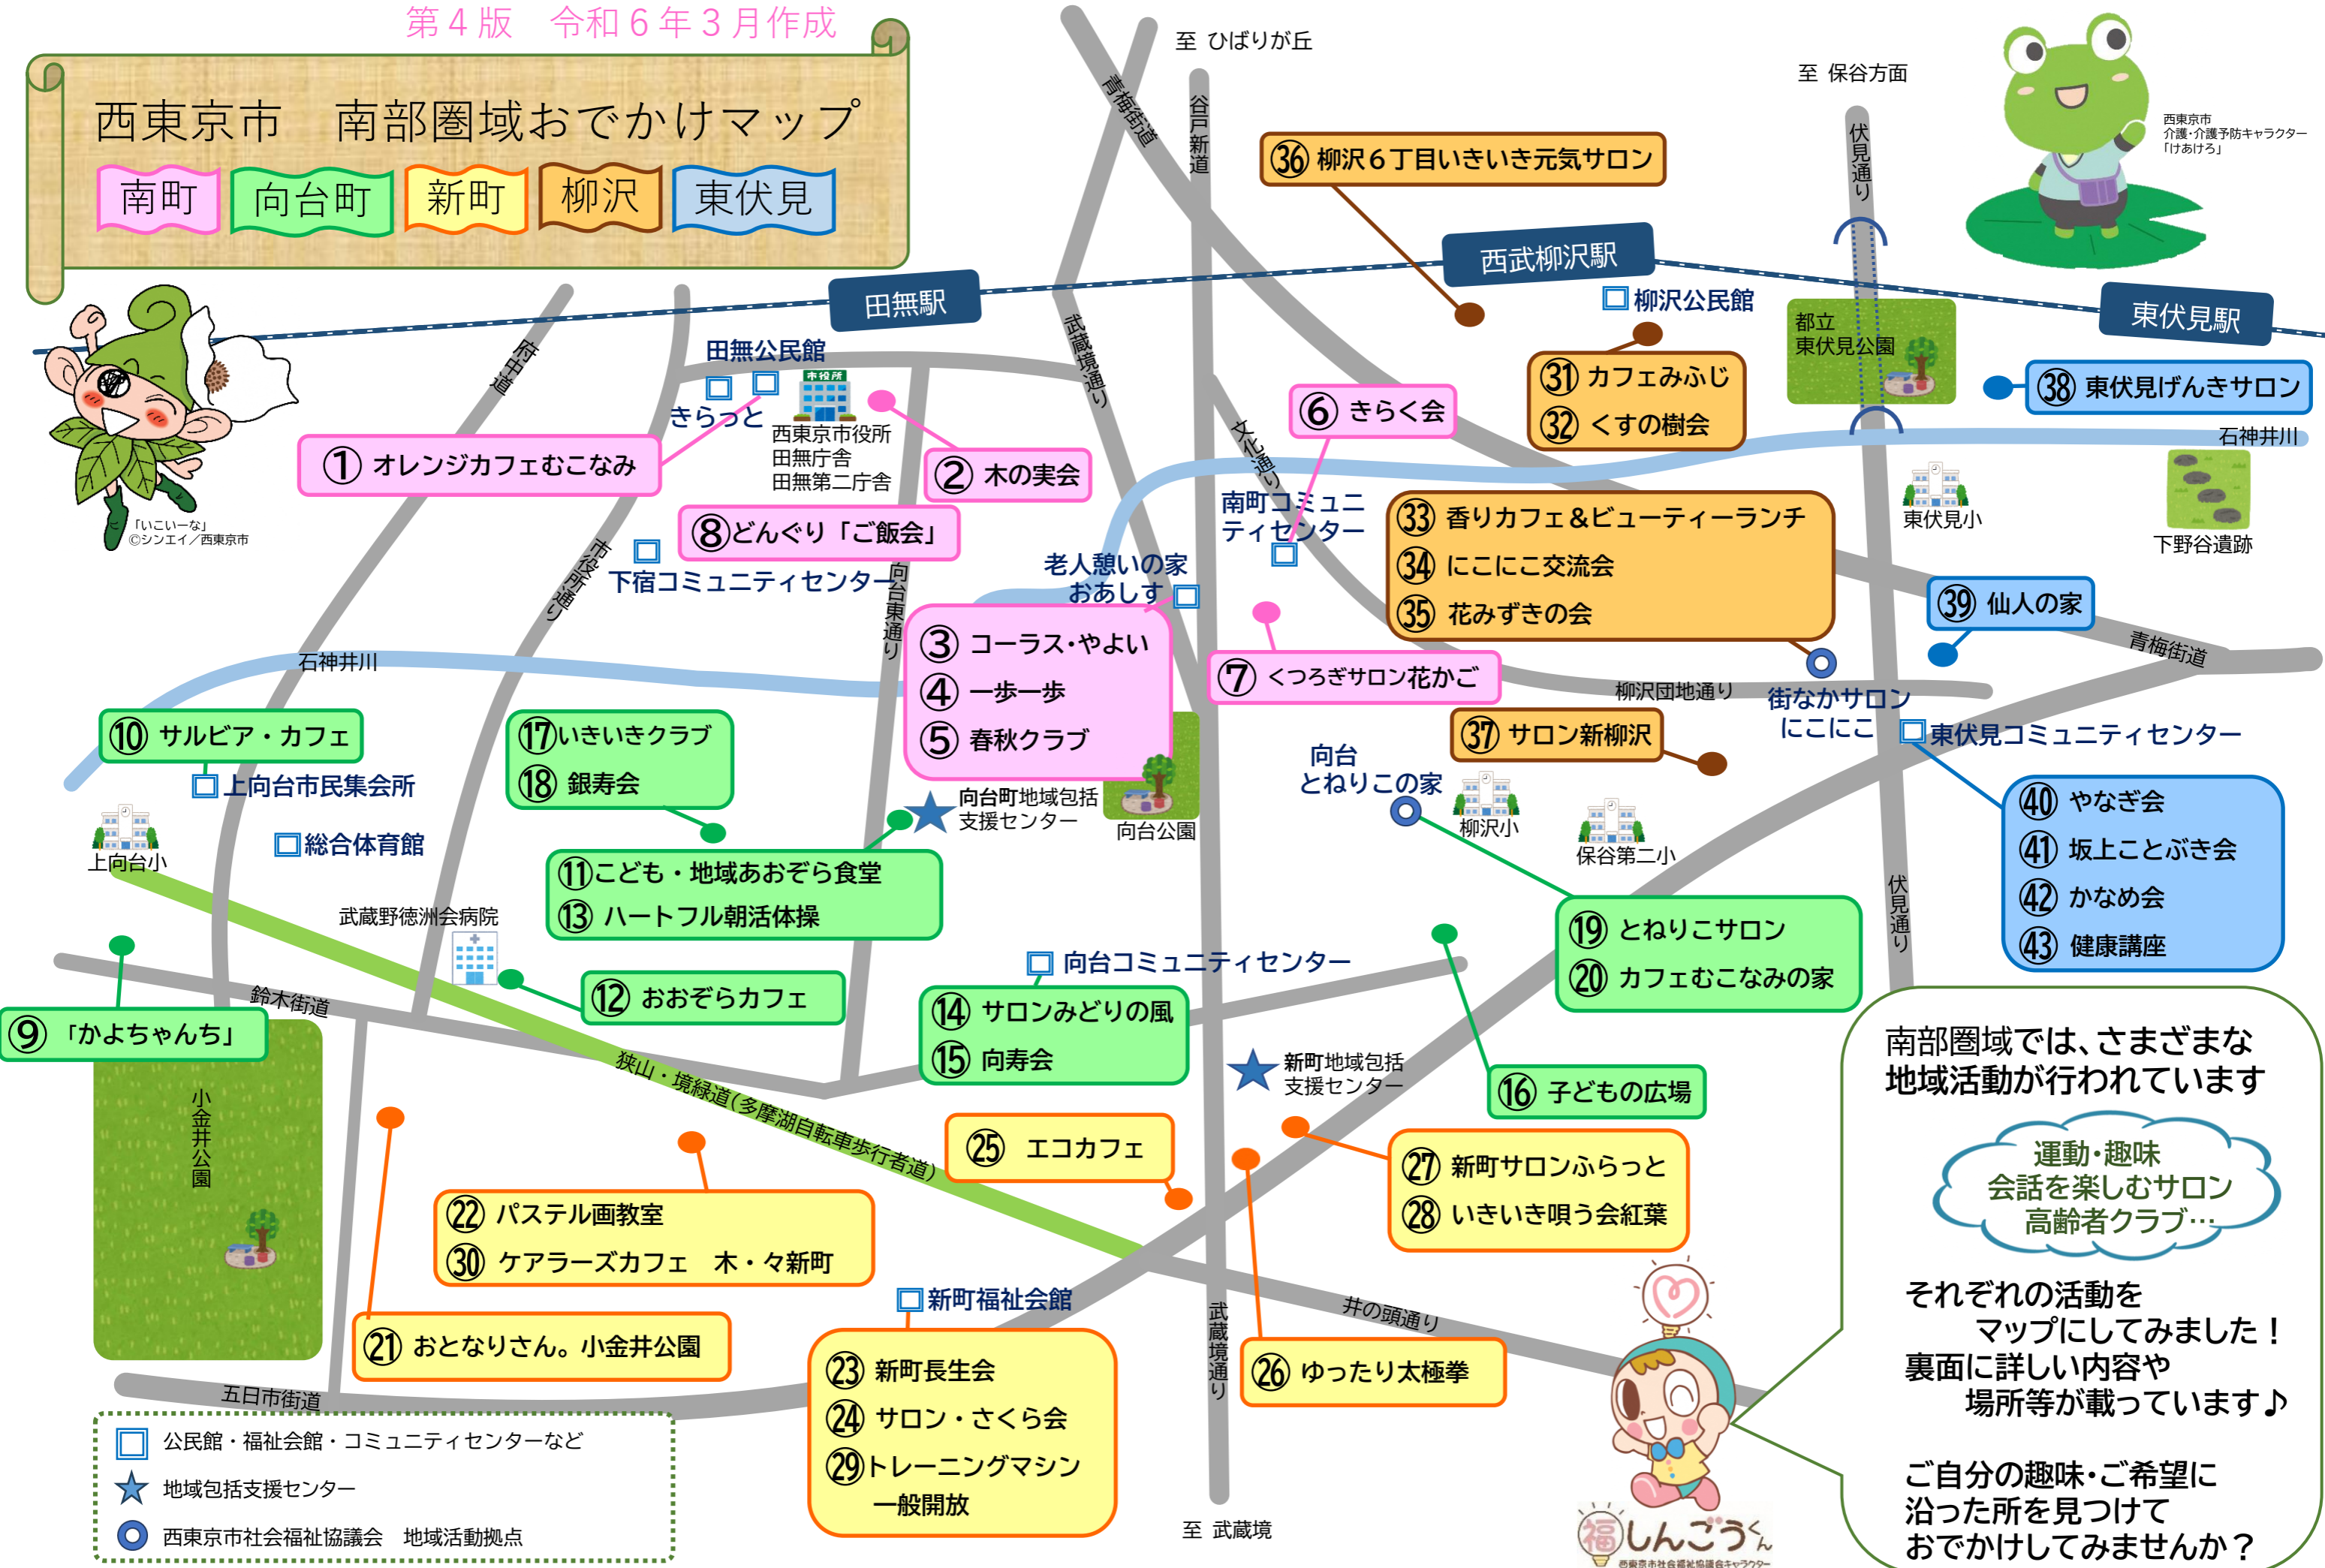 第４版　令和６年３月作成
西東京市　南部圏域おでかけマップ
南町
向台町
新町
柳沢
東伏見
至 ひばりが丘
至 保谷方面
西東京市
介護・介護予防キャラクター
「けあけろ」
青梅街道
谷戸新道
伏見通り
㊱ 柳沢６丁目いきいき元気サロン
田無駅
西武柳沢駅
東伏見駅
柳沢公民館
都立
東伏見公園
府中道
武蔵境通り
田無公民館
きらっと
市役所
西東京市役所
田無庁舎
田無第二庁舎
① オレンジカフェむこなみ
② 木の実会
⑥ きらく会
文化通り
㉛ カフェみふじ
㉜ くすの樹会
㊳ 東伏見げんきサロン
石神井川
東伏見小
下野谷遺跡
「いこいーな」
©シンエイ／西東京市
⑧どんぐり「ご飯会」
下宿コミュニティセンター
市役所通り
向台東通り
南町コミュニ
ティセンター
老人憩いの家
おあしす
㉝ 香りカフェ＆ビューティーランチ
㉞ にこにこ交流会
㉟ 花みずきの会
㊴ 仙人の家
青梅街道
③ コーラス・やよい
④ 一歩一歩
⑤ 春秋クラブ
⑦ くつろぎサロン花かご
柳沢団地通り
街なかサロン
にこにこ
石神井川
⑩ サルビア・カフェ
上向台市民集会所
総合体育館
上向台小
⑰いきいきクラブ
⑱ 銀寿会
向台町地域包括
支援センター
向台公園
㊲ サロン新柳沢
向台
とねりこの家
柳沢小
保谷第二小
東伏見コミュニティセンター
㊵ やなぎ会
㊶ 坂上ことぶき会
㊷ かなめ会
㊸ 健康講座
伏見通り
⑪こども・地域あおぞら食堂
⑬ ハートフル朝活体操
武蔵野徳洲会病院
⑫ おおぞらカフェ
向台コミュニティセンター
⑭ サロンみどりの風
⑮ 向寿会
⑲ とねりこサロン
⑳ カフェむこなみの家
⑨ 「かよちゃんち」
鈴木街道
小金井公園
狭山・境緑道（多摩湖自転車歩行者道）
新町地域包括
支援センター
⑯ 子どもの広場
㉕ エコカフェ
㉗ 新町サロンふらっと
㉘ いきいき唄う会紅葉
㉒ パステル画教室
㉚ ケアラーズカフェ　木・々新町
㉑ おとなりさん。小金井公園
新町福祉会館
㉓ 新町長生会
㉔ サロン・さくら会
㉙トレーニングマシン
一般開放
武蔵境通り
井の頭通り
㉖ ゆったり太極拳
五日市街道
至 武蔵境
公民館・福祉会館・コミュニティセンターなど
地域包括支援センター
西東京市社会福祉協議会　地域活動拠点
南部圏域では、さまざまな
地域活動が行われています
運動・趣味
会話を楽しむサロン
高齢者クラブ…
それぞれの活動を
マップにしてみました！
裏面に詳しい内容や
場所等が載っています♪
ご自分の趣味・ご希望に
沿った所を見つけて
おでかけしてみませんか？
福しんごうくん
西東京市社会福祉協議会キャラクター